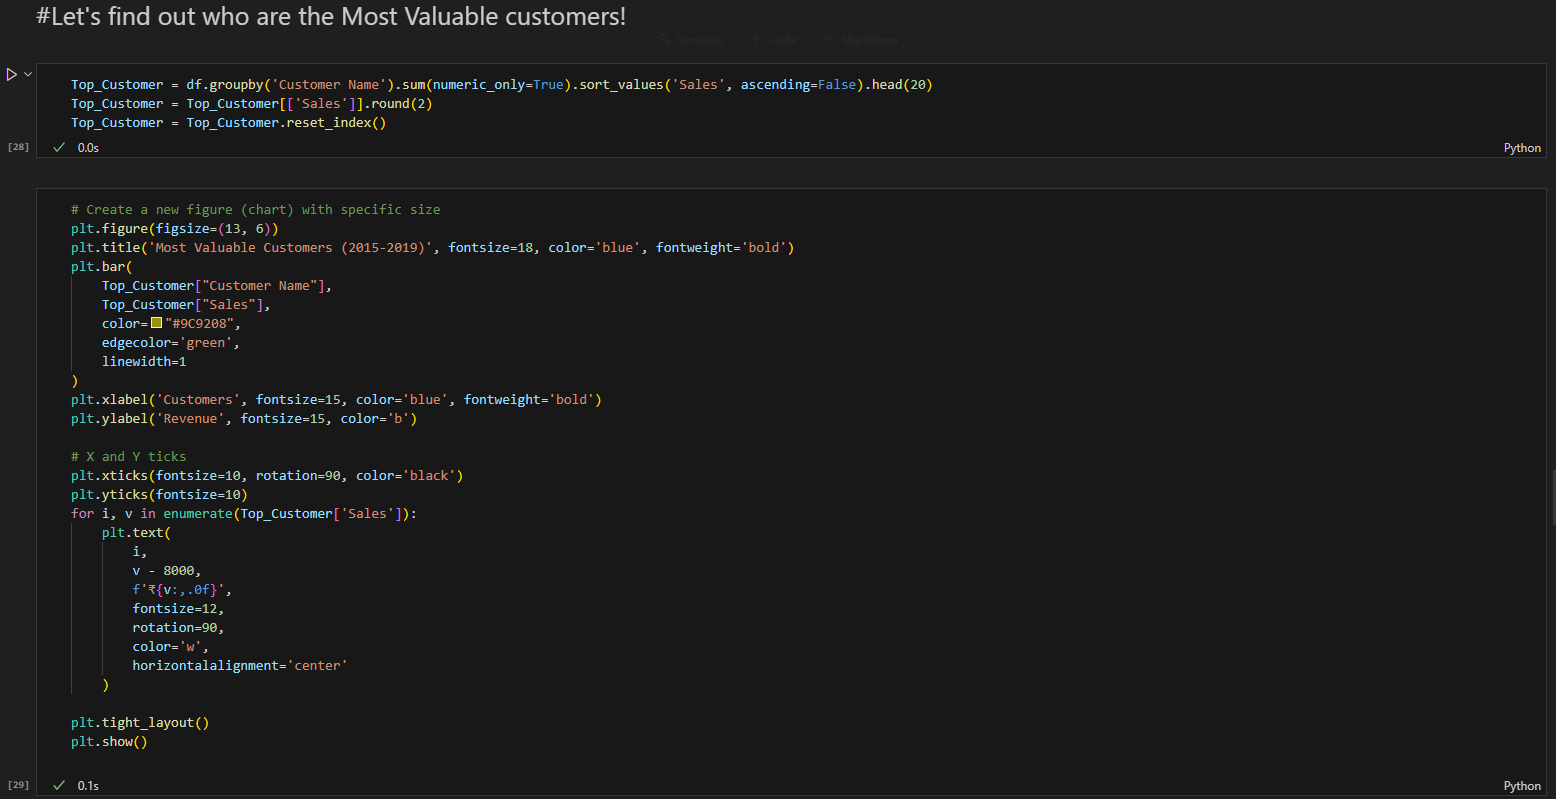 #Let's find out who are the Most Valuable customers!
Generate + Code + Markdown
Top_Customer = df.groupby('Customer Name').sum(numeric_only=True).sort_values('Sales', ascending=False).head(20)
Top_Customer = Top_Customer[['Sales']].round(2)
Top_Customer = Top_Customer.reset_index()
[28] ✓ 0.0s Python
# Create a new figure (chart) with specific size
plt.figure(figsize=(13, 6))
plt.title('Most Valuable Customers (2015-2019)', fontsize=18, color='blue', fontweight='bold')
plt.bar(
    Top_Customer["Customer Name"],
    Top_Customer["Sales"],
    color="#9C9208",
    edgecolor='green',
    linewidth=1
)
plt.xlabel('Customers', fontsize=15, color='blue', fontweight='bold')
plt.ylabel('Revenue', fontsize=15, color='b')
# X and Y ticks
plt.xticks(fontsize=10, rotation=90, color='black')
plt.yticks(fontsize=10)
for i, v in enumerate(Top_Customer['Sales']):
    plt.text(
        i,
        v - 8000,
        f'₹{v:,.0f}',
        fontsize=12,
        rotation=90,
        color='w',
        horizontalalignment='center'
    )
plt.tight_layout()
plt.show()
[29] ✓ 0.1s Python